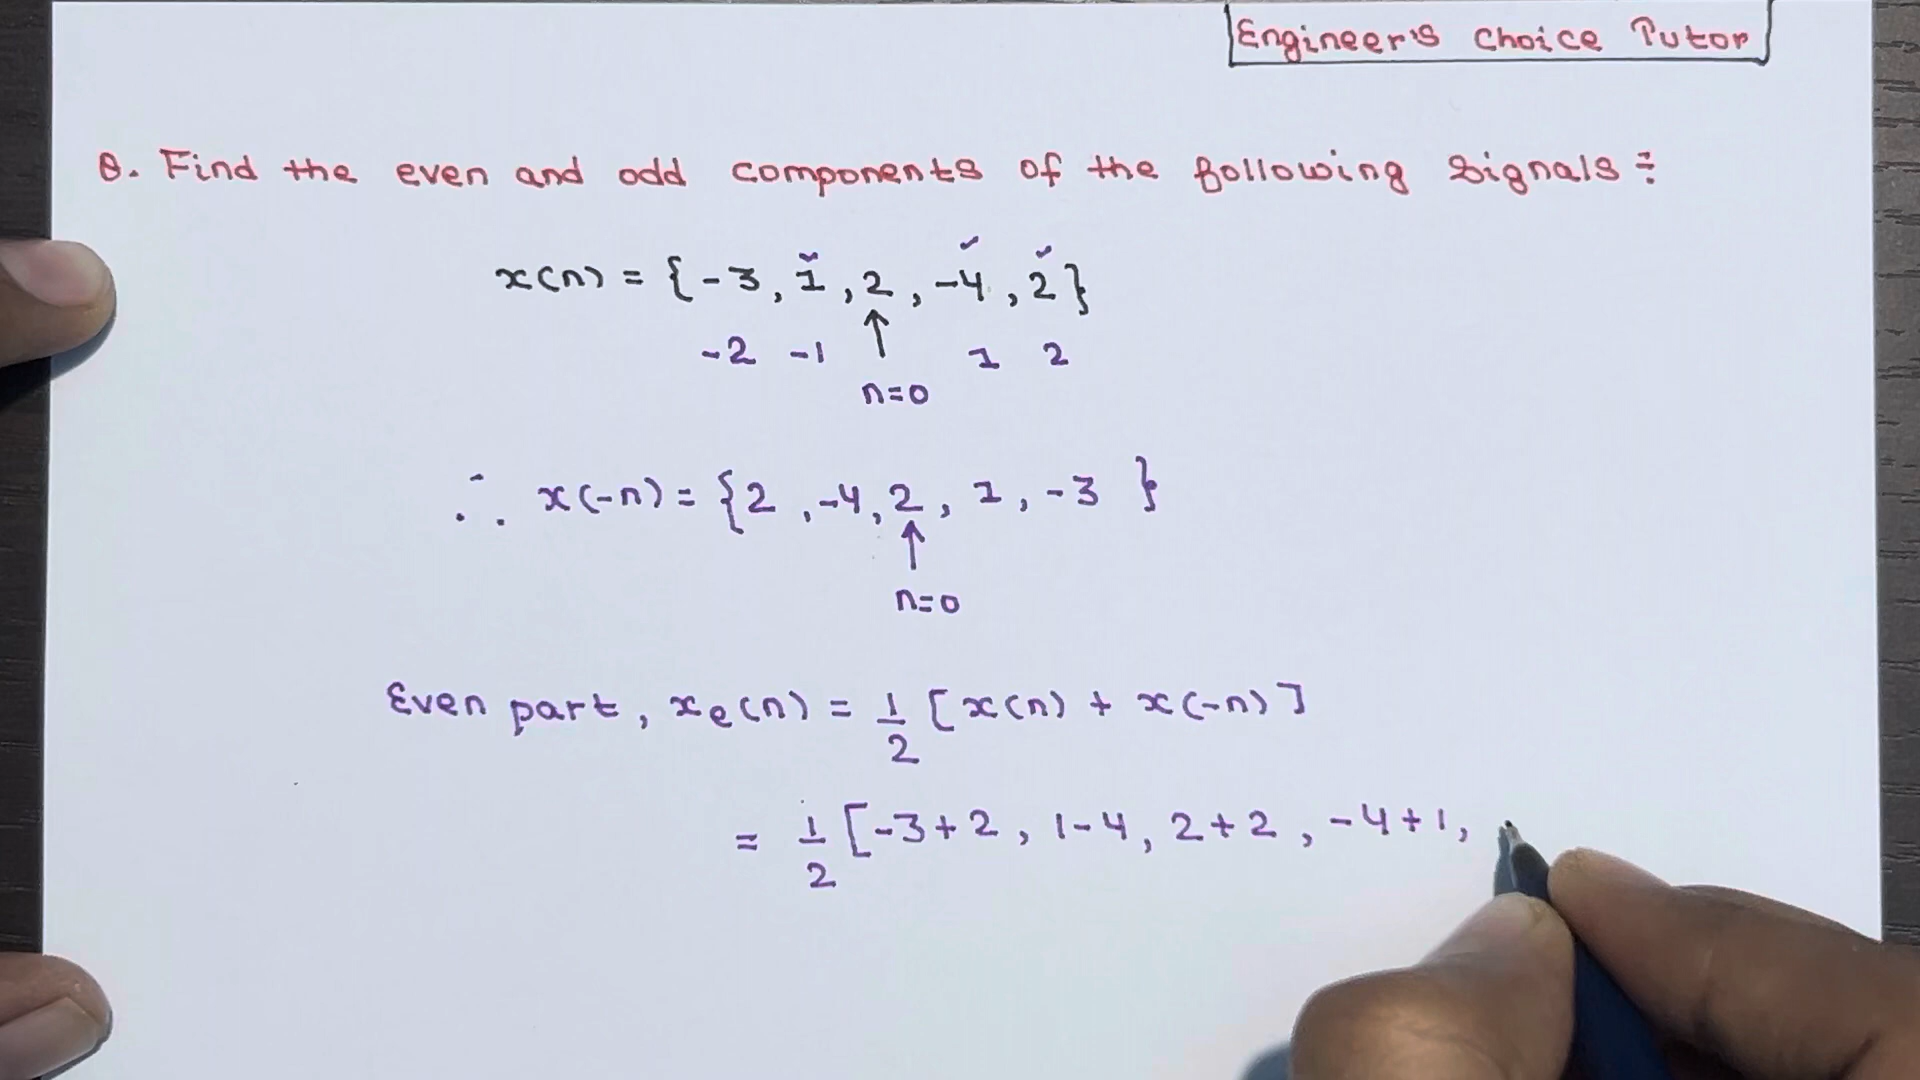 Engineer's Choice Tutor
Q. Find the even and odd components of the following signals:
x(n) = {-3, 1, 2, -4, 2}
↑
-2 -1 1 2
n=0
∴ x(-n) = {2, -4, 2, 1, -3 }
↑
n=0
Even part, xₑ(n) = 1/2 [x(n) + x(-n)]
= 1/2 [-3+2, 1-4, 2+2, -4+1,